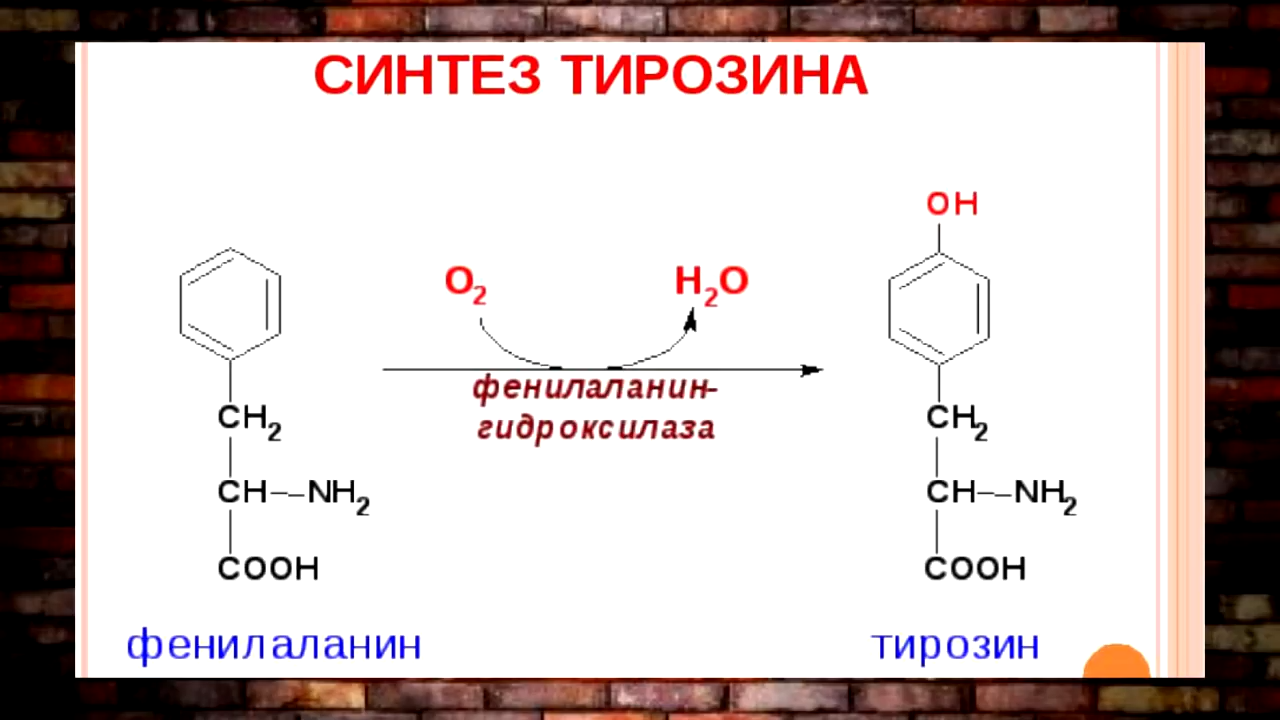 СИНТЕЗ ТИРОЗИНА
OH
O2
H2O
фенилаланин-
гидроксилаза
CH2
CH2
CH--NH2
CH--NH2
COOH
COOH
фенилаланин
тирозин